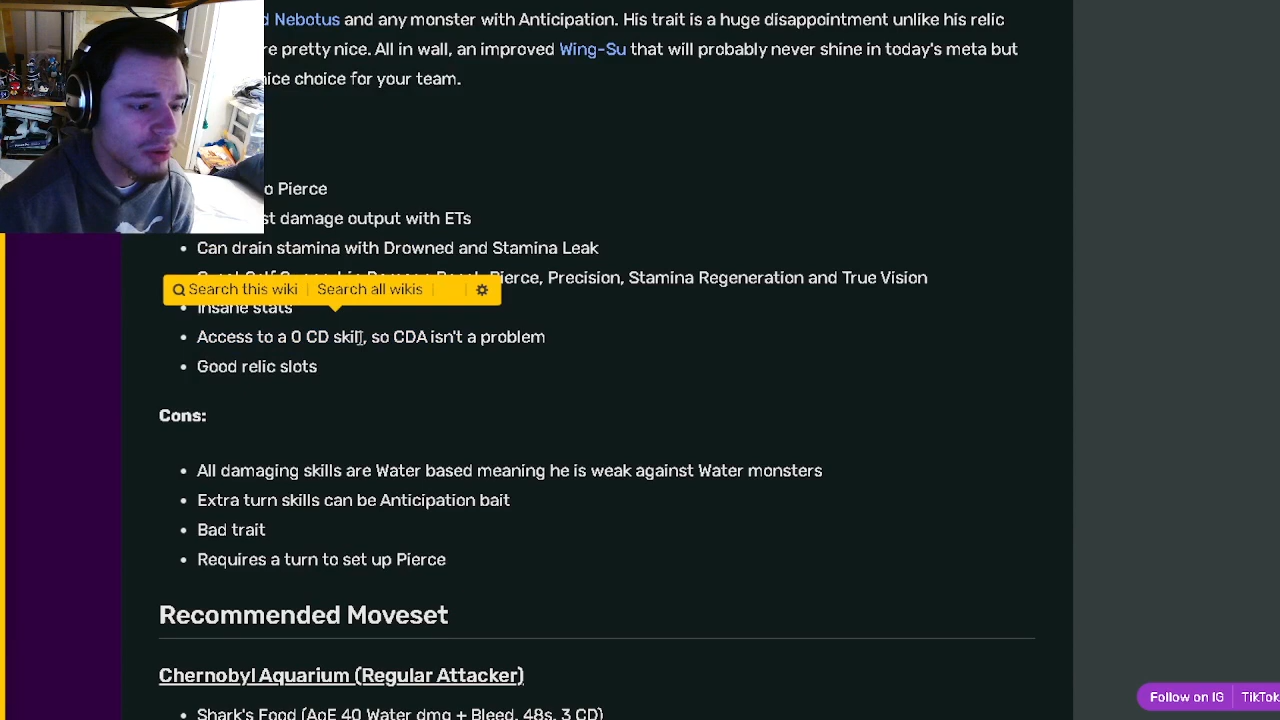 Nebotus and any monster with Anticipation. His trait is a huge disappointment unlike his relic
re pretty nice. All in wall, an improved Wing-Su that will probably never shine in today's meta but
nice choice for your team.
o Pierce
st damage output with ETs
Can drain stamina with Drowned and Stamina Leak
Pierce, Precision, Stamina Regeneration and True Vision
Search this wiki
Search all wikis
Insane stats
Access to a 0 CD skill, so CDA isn't a problem
Good relic slots
Cons:
All damaging skills are Water based meaning he is weak against Water monsters
Extra turn skills can be Anticipation bait
Bad trait
Requires a turn to set up Pierce
Recommended Moveset
Chernobyl Aquarium (Regular Attacker)
Shark's Food (AoE 40 Water dmg + Bleed, 48s, 3 CD)
Follow on IG
TikTok